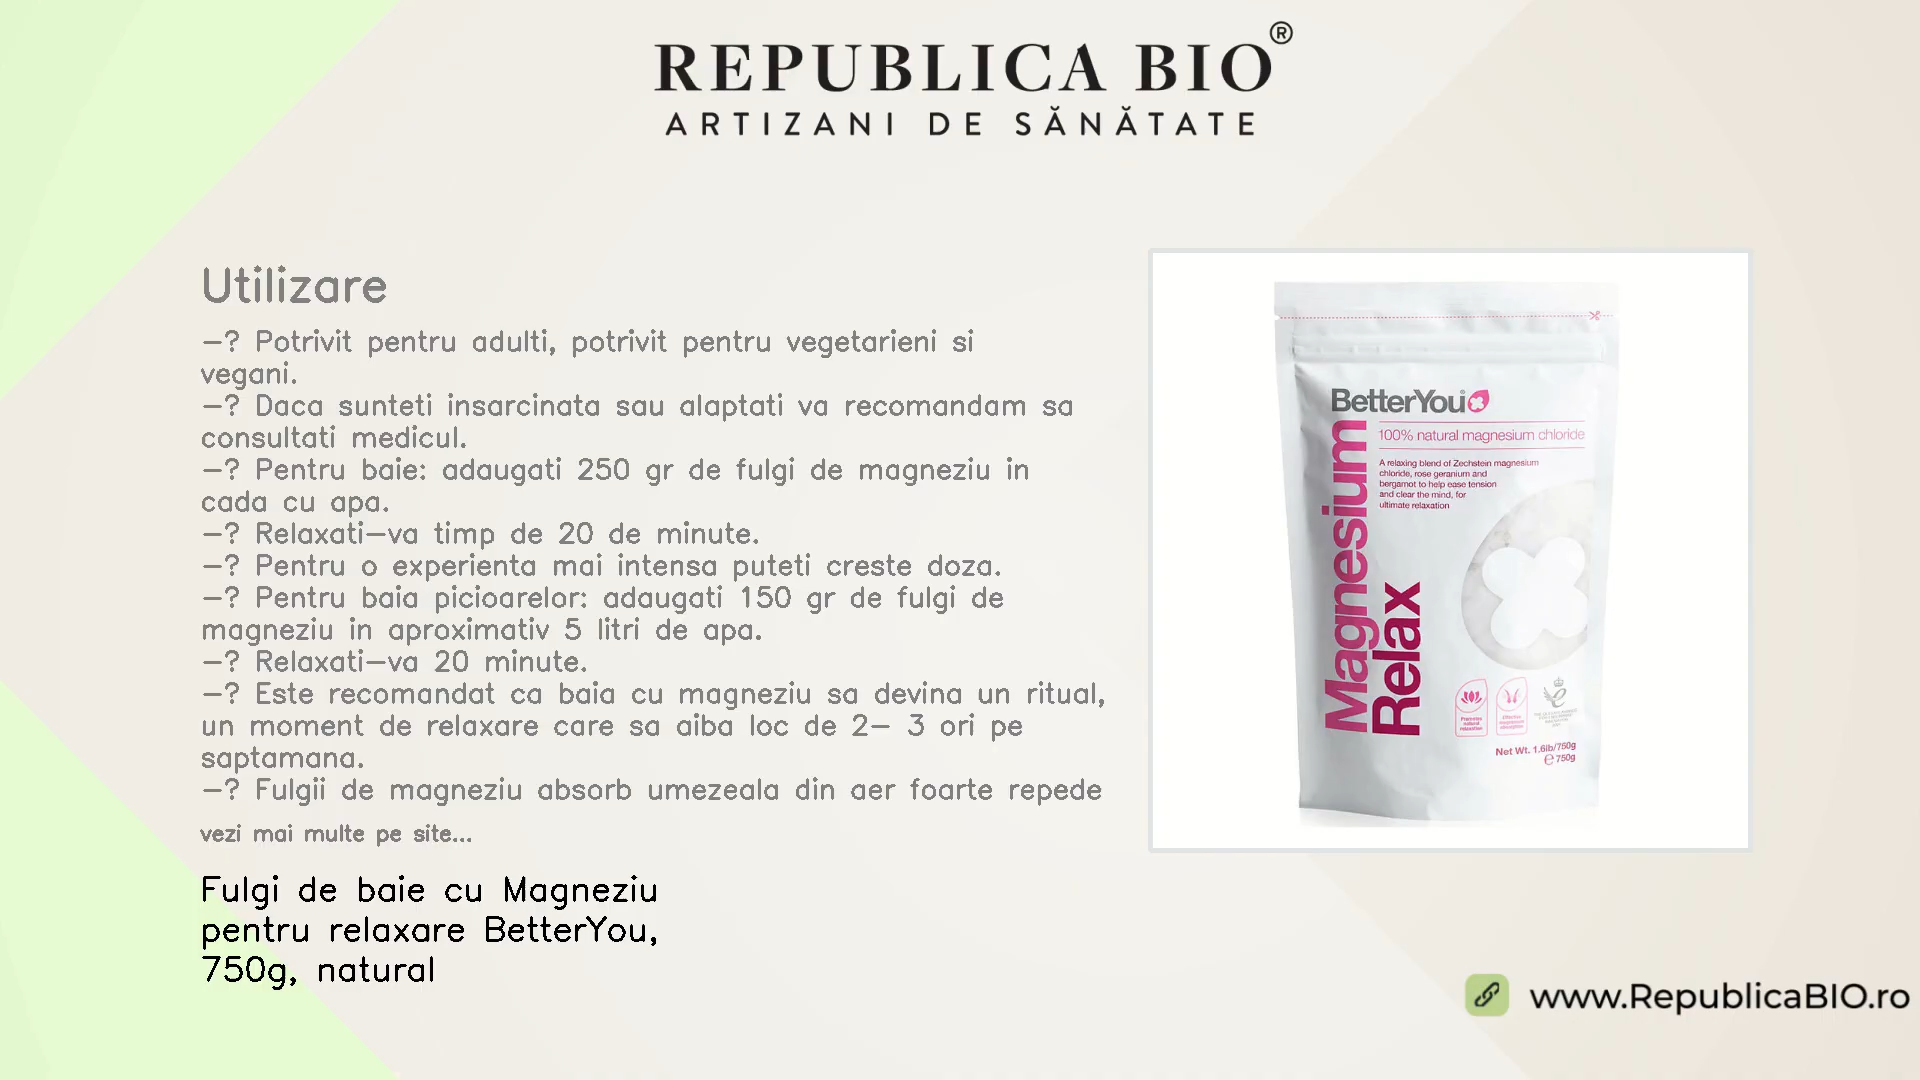 REPUBLICA BIO®
ARTIZANI DE SĂNĂTATE
Utilizare
—? Potrivit pentru adulti, potrivit pentru vegetarieni si
vegani.
—? Daca sunteti insarcinata sau alaptati va recomandam sa
consultati medicul.
—? Pentru baie: adaugati 250 gr de fulgi de magneziu in
cada cu apa.
—? Relaxati—va timp de 20 de minute.
—? Pentru o experienta mai intensa puteti creste doza.
—? Pentru baia picioarelor: adaugati 150 gr de fulgi de
magneziu in aproximativ 5 litri de apa.
—? Relaxati—va 20 minute.
—? Este recomandat ca baia cu magneziu sa devina un ritual,
un moment de relaxare care sa aiba loc de 2— 3 ori pe
saptamana.
—? Fulgii de magneziu absorb umezeala din aer foarte repede
vezi mai multe pe site...
Fulgi de baie cu Magneziu
pentru relaxare BetterYou,
750g, natural
BetterYou
100% natural magnesium chloride
A relaxing blend of Zechstein magnesium
chloride, rose geranium and
bergamot to help ease tension
and clear the mind, for
ultimate relaxation
Magnesium
Relax
Promotes
natural
relaxation
Effective
magnesium
absorption
Net Wt. 1.6lb/750g
℮ 750g
www.RepublicaBIO.ro